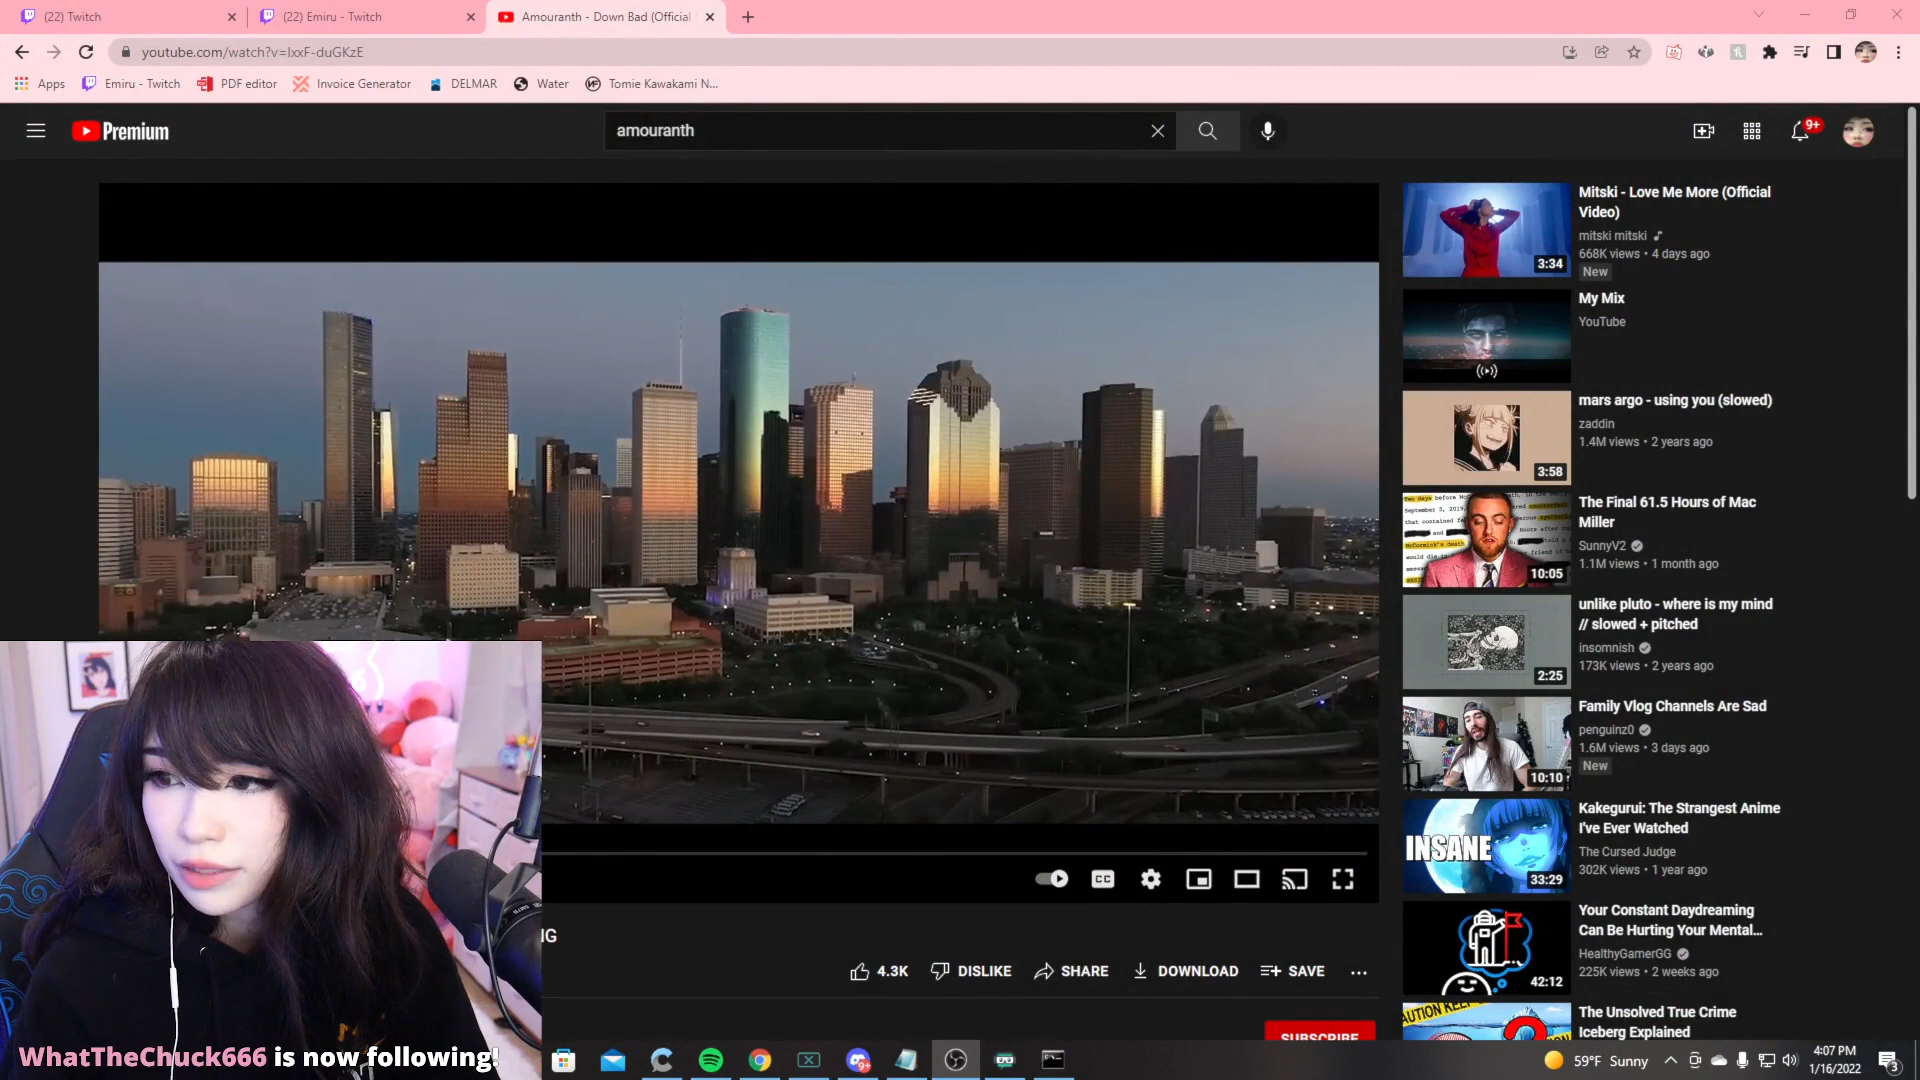 (22) Twitch
(22) Emiru - Twitch
Amouranth - Down Bad (Official
youtube.com/watch?v=IxxF-duGKzE
Apps
Emiru - Twitch
PDF editor
Invoice Generator
DELMAR
Water
Tomie Kawakami N...
Premium
amouranth
9+
Mitski - Love Me More (Official
Video)
mitski mitski
668K views • 4 days ago
New
3:34
My Mix
YouTube
mars argo - using you (slowed)
zaddin
1.4M views • 2 years ago
3:58
The Final 61.5 Hours of Mac
Miller
SunnyV2
1.1M views • 1 month ago
10:05
unlike pluto - where is my mind
// slowed + pitched
insomnish
173K views • 2 years ago
2:25
Family Vlog Channels Are Sad
penguinz0
1.6M views • 3 days ago
New
10:10
Kakegurui: The Strangest Anime
I've Ever Watched
The Cursed Judge
302K views • 1 year ago
INSANE
33:29
Your Constant Daydreaming
Can Be Hurting Your Mental...
HealthyGamerGG
225K views • 2 weeks ago
42:12
The Unsolved True Crime
Iceberg Explained
CC
NG
4.3K
DISLIKE
SHARE
DOWNLOAD
SAVE
SUBSCRIBE
WhatTheChuck666 is now following!
59°F Sunny
4:07 PM
1/16/2022
3